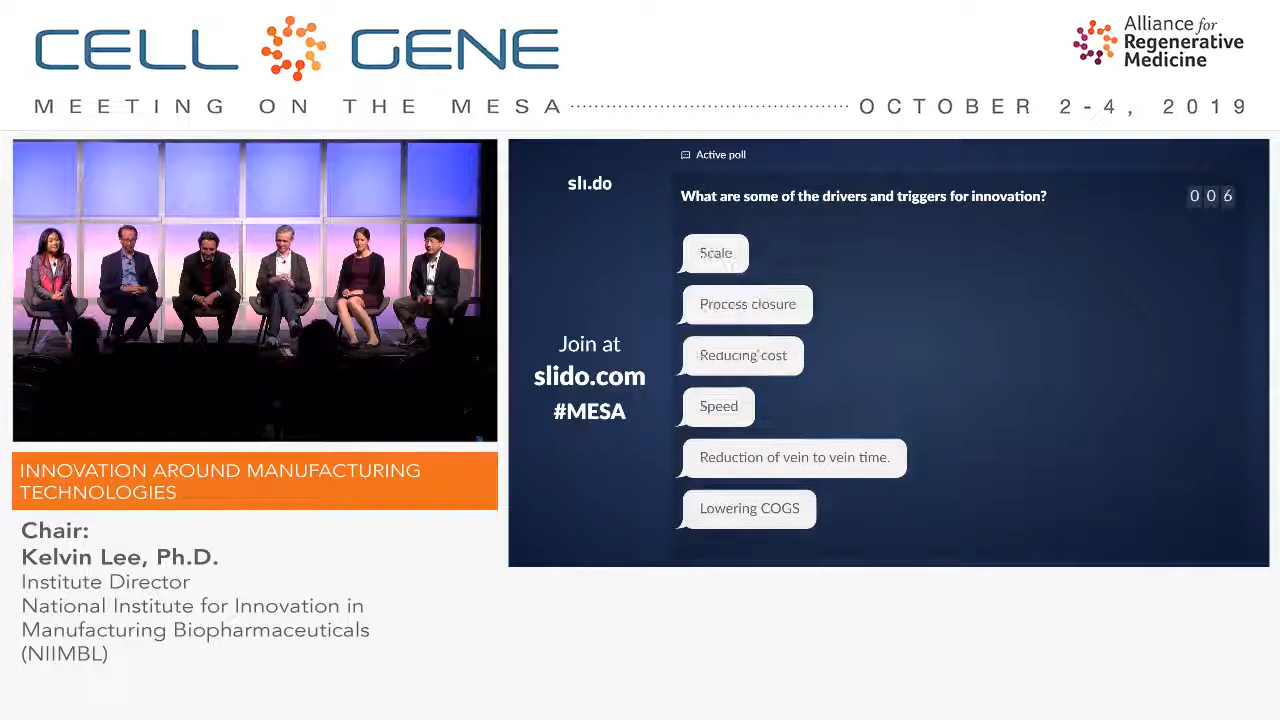 CELL GENE
Alliance for
Regenerative
Medicine
MEETING ON THE MESA
OCTOBER 2-4, 2019
sli.do
Join at
slido.com
#MESA
Active poll
What are some of the drivers and triggers for innovation?
006
Scale
Process closure
Reducing cost
Speed
Reduction of vein to vein time.
Lowering COGS
INNOVATION AROUND MANUFACTURING
TECHNOLOGIES
Chair:
Kelvin Lee, Ph.D.
Institute Director
National Institute for Innovation in
Manufacturing Biopharmaceuticals
(NIIMBL)